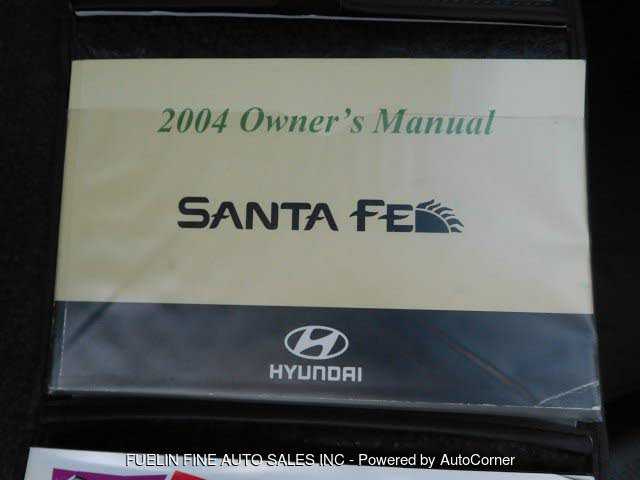 2004 Owner's Manual
SANTA FE
HYUNDAI
FUELIN FINE AUTO SALES INC - Powered by AutoCorner